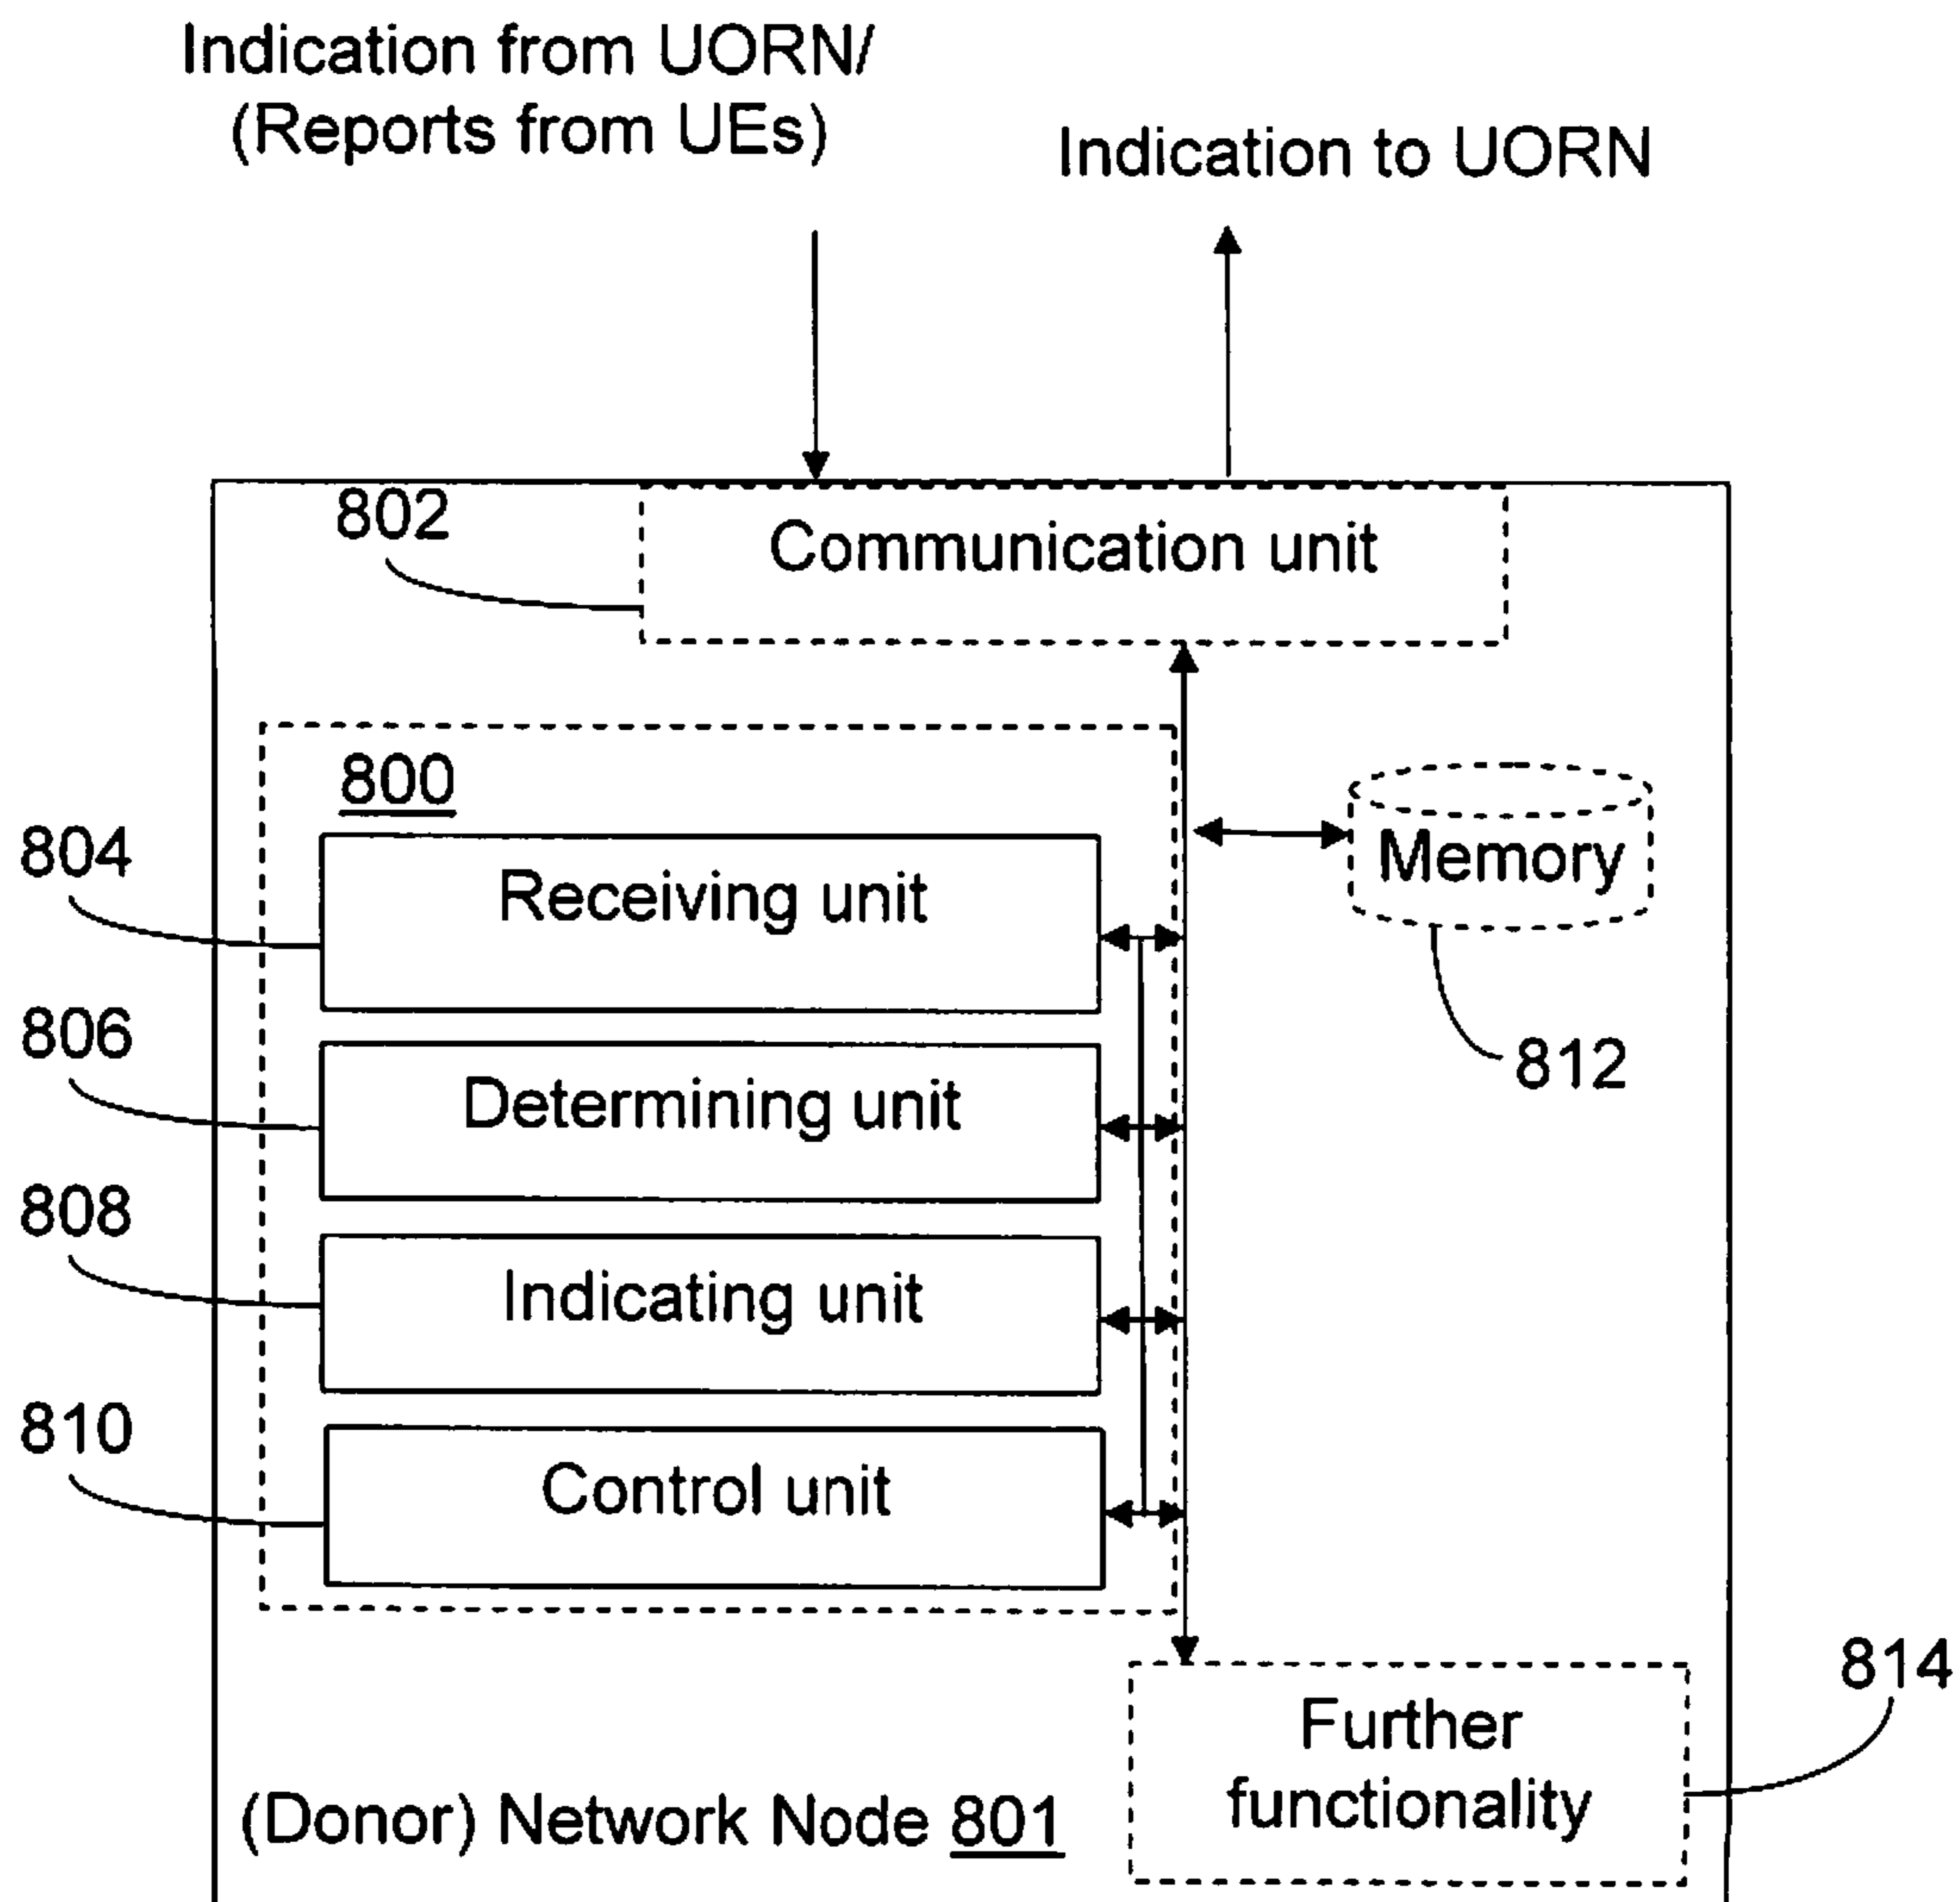 Indication from UORN/
(Reports from UEs)
Indication to UORN
802
Communication unit
800
804
Receiving unit
Memory
812
806
Determining unit
808
Indicating unit
810
Control unit
814
Further
functionality
(Donor) Network Node 801